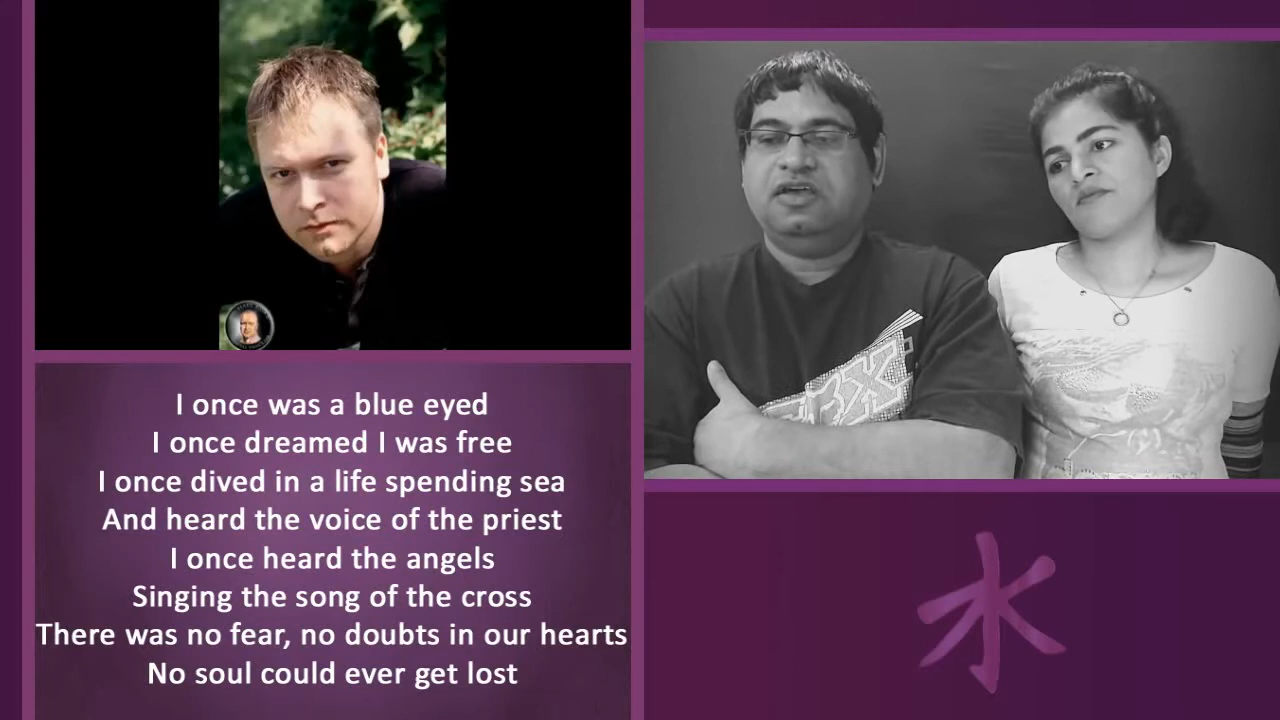 I once was a blue eyed
I once dreamed I was free
I once dived in a life spending sea
And heard the voice of the priest
I once heard the angels
Singing the song of the cross
There was no fear, no doubts in our hearts
No soul could ever get lost
水